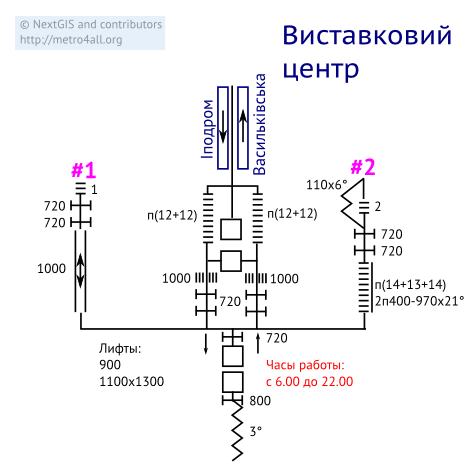 © NextGIS and contributors
http://metro4all.org
Виставковий
центр
Іподром
Васильківська
#1
1
720
720
1000
п(12+12)
п(12+12)
1000
1000
720
#2
110x6°
2
720
720
п(14+13+14)
2п400-970x21°
Лифты:
900
1100x1300
720
Часы работы:
с 6.00 до 22.00
800
3°